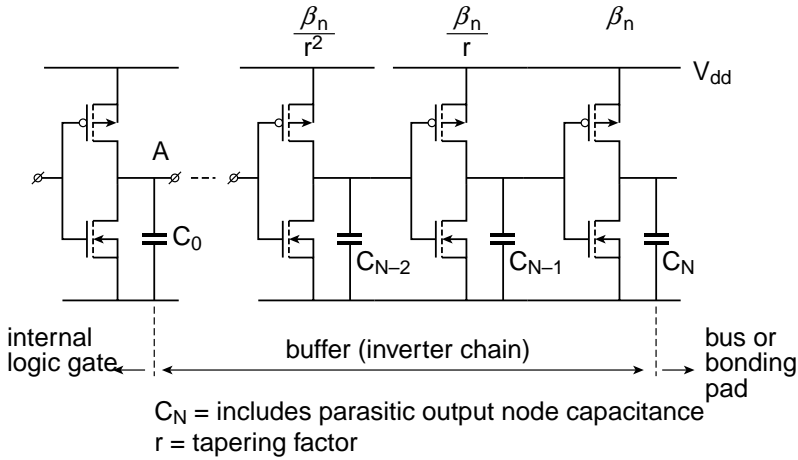 βn/r² βn/r βn
Vdd
A
C0 CN–2 CN–1 CN
internal
logic gate
buffer (inverter chain)
bus or
bonding
pad
CN = includes parasitic output node capacitance
r = tapering factor